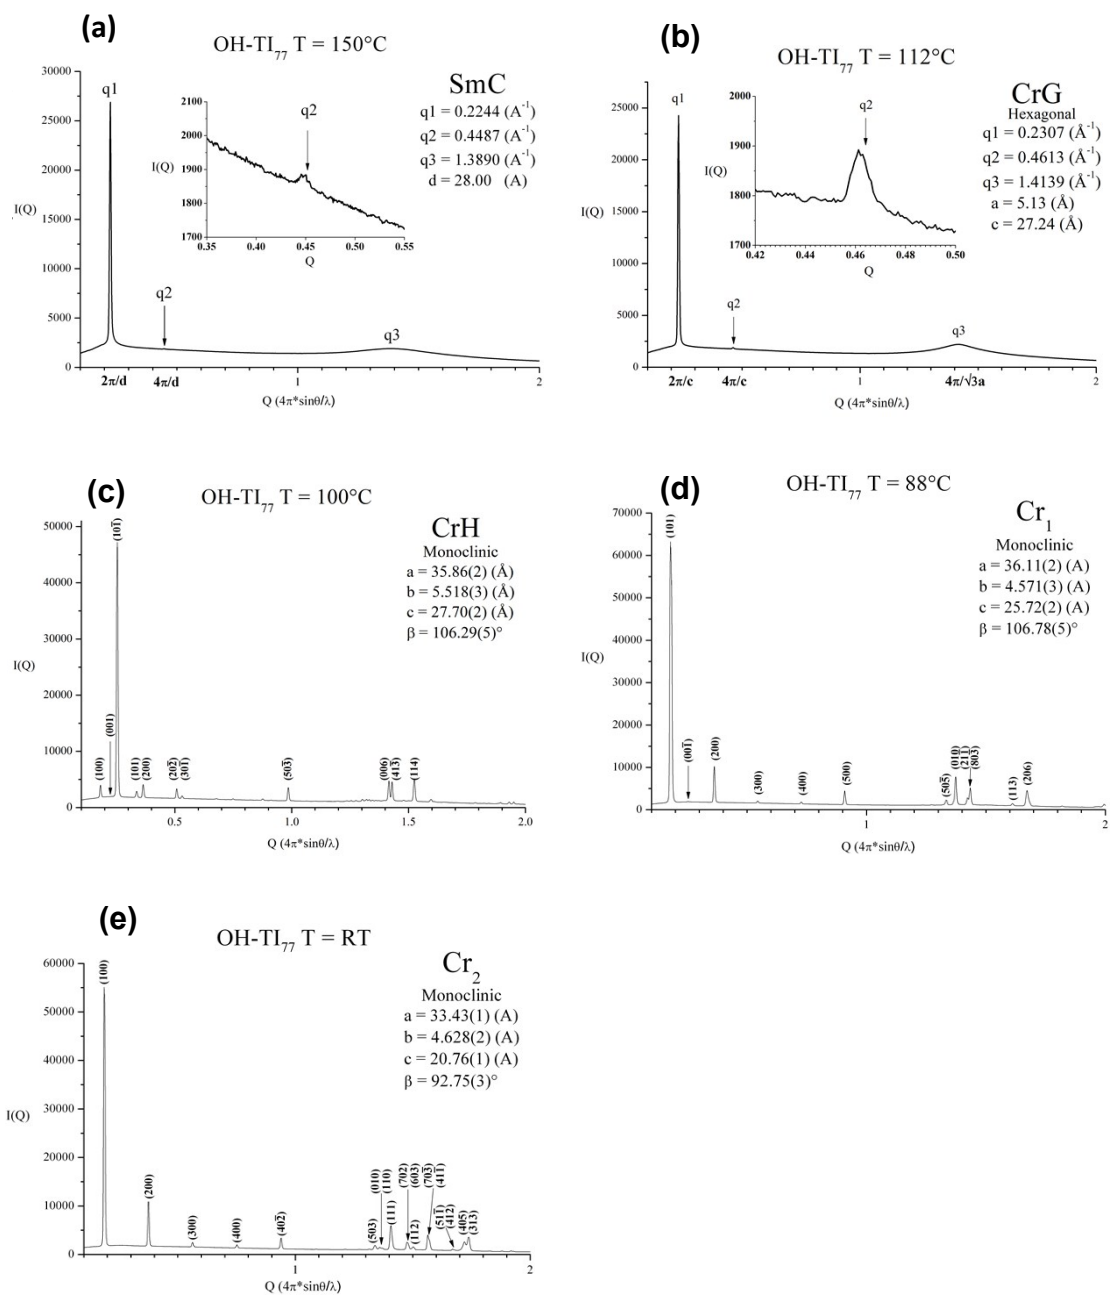 (a)
OH-TI₇₇ T = 150°C
SmC
q1 = 0.2244 (A⁻¹)
q2 = 0.4487 (A⁻¹)
q3 = 1.3890 (A⁻¹)
d = 28.00 (A)
30000
25000
20000
15000
10000
5000
0
I(Q)
q1
q2
q3
2π/d
4π/d
1
2
Q (4π*sinθ/λ)
2100
2000
1900
1800
1700
I(Q)
q2
0.35
0.40
0.45
0.50
0.55
Q
(b)
OH-TI₇₇ T = 112°C
CrG
Hexagonal
q1 = 0.2307 (Å⁻¹)
q2 = 0.4613 (Å⁻¹)
q3 = 1.4139 (Å⁻¹)
a = 5.13 (Å)
c = 27.24 (Å)
25000
20000
15000
10000
5000
0
I(Q)
q1
q2
q3
2π/c
4π/c
1
4π/√3a
2
Q (4π*sinθ/λ)
2000
1900
1800
1700
I(Q)
q2
0.42
0.44
0.46
0.48
0.50
Q
(c)
OH-TI₇₇ T = 100°C
CrH
Monoclinic
a = 35.86(2) (Å)
b = 5.518(3) (Å)
c = 27.70(2) (Å)
β = 106.29(5)°
50000
40000
30000
20000
10000
0
I(Q)
(100)
(001)
(101̄)
(101)
(200)
(202̄)
(301̄)
(503̄)
(006)
(413̄)
(114)
0.5
1.0
1.5
2.0
Q (4π*sinθ/λ)
(d)
OH-TI₇₇ T = 88°C
Cr₁
Monoclinic
a = 36.11(2) (A)
b = 4.571(3) (A)
c = 25.72(2) (A)
β = 106.78(5)°
70000
60000
50000
40000
30000
20000
10000
0
I(Q)
(101)
(001̄)
(200)
(300)
(400)
(500)
(505̄)
(010)
(211̄)
(803)
(113)
(206)
1
2
Q (4π*sinθ/λ)
(e)
OH-TI₇₇ T = RT
Cr₂
Monoclinic
a = 33.43(1) (A)
b = 4.628(2) (A)
c = 20.76(1) (A)
β = 92.75(3)°
60000
50000
40000
30000
20000
10000
0
I(Q)
(100)
(200)
(300)
(400)
(402̄)
(503)
(010)
(110)
(111)
(702)
(603)
(112)
(7̄03̄)
(411̄)
(511̄)
(412)
(405)
(313)
1
2
Q (4π*sinθ/λ)